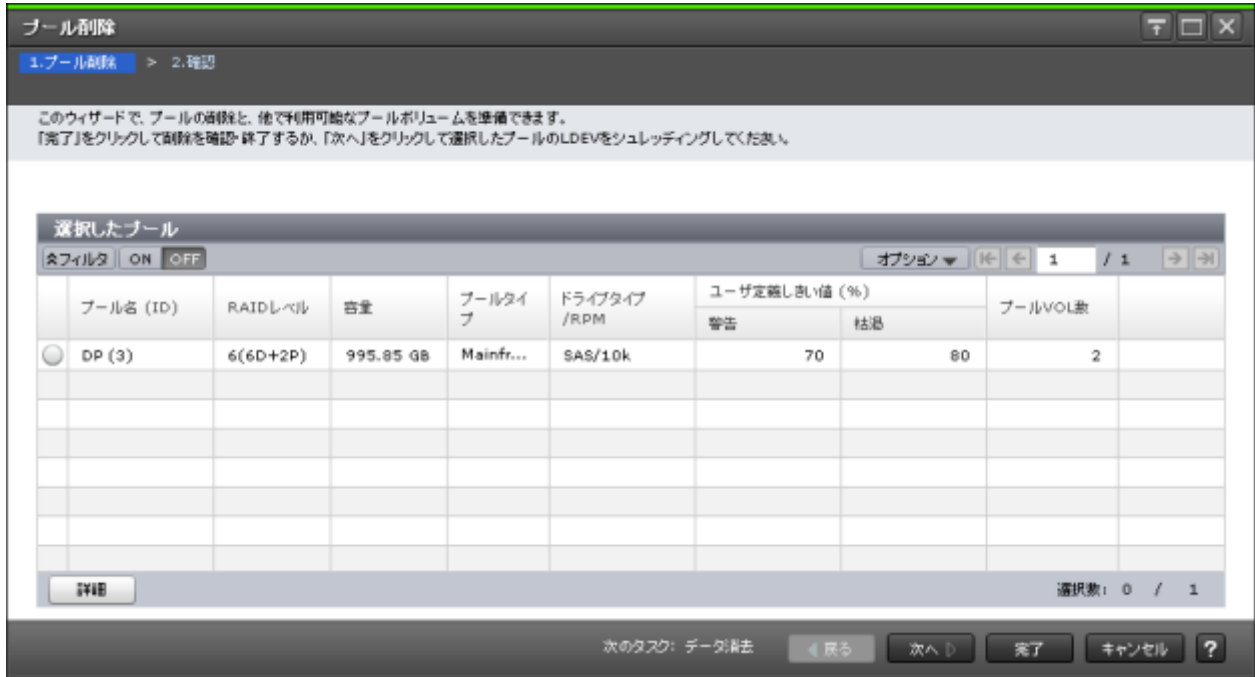 プール削除
1.プール削除 > 2.確認
このウィザードで、プールの削除と、他で利用可能なプールボリュームを準備できます。
「完了」をクリックして削除を確認・終了するか、「次へ」をクリックして選択したプールのLDEVをシュレッディングしてください。
選択したプール
フィルタ ON OFF オプション 1 / 1
プール名 (ID) RAIDレベル 容量 プールタイプ ドライブタイプ/RPM ユーザ定義しきい値 (%) プールVOL数
警告 枯渇
DP (3) 6(6D+2P) 995.85 GB Mainfr... SAS/10k 70 80 2
詳細 選択数: 0 / 1
次のタスク: データ消去 戻る 次へ 完了 キャンセル ?